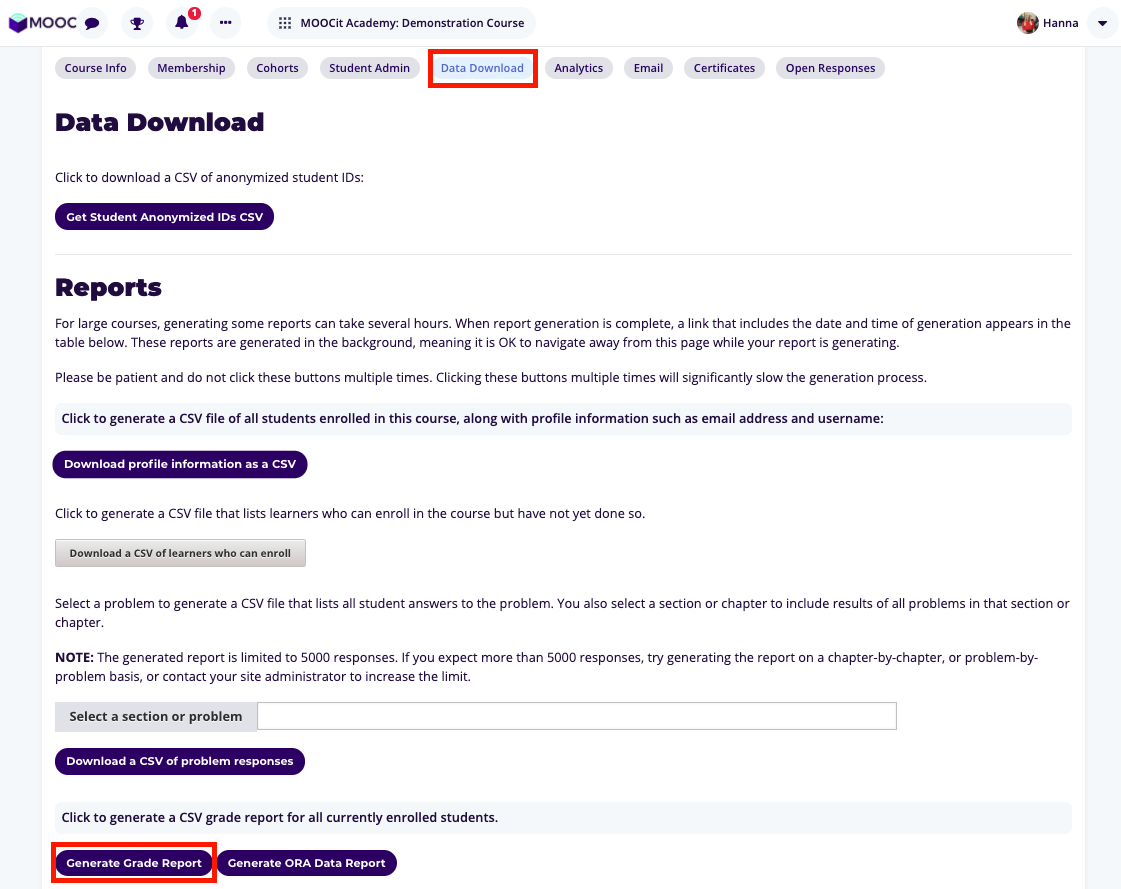 MOOC
1
MOOCit Academy: Demonstration Course
Hanna
Course Info
Membership
Cohorts
Student Admin
Data Download
Analytics
Email
Certificates
Open Responses
Data Download
Click to download a CSV of anonymized student IDs:
Get Student Anonymized IDs CSV
Reports
For large courses, generating some reports can take several hours. When report generation is complete, a link that includes the date and time of generation appears in the
table below. These reports are generated in the background, meaning it is OK to navigate away from this page while your report is generating.
Please be patient and do not click these buttons multiple times. Clicking these buttons multiple times will significantly slow the generation process.
Click to generate a CSV file of all students enrolled in this course, along with profile information such as email address and username:
Download profile information as a CSV
Click to generate a CSV file that lists learners who can enroll in the course but have not yet done so.
Download a CSV of learners who can enroll
Select a problem to generate a CSV file that lists all student answers to the problem. You also select a section or chapter to include results of all problems in that section or
chapter.
NOTE: The generated report is limited to 5000 responses. If you expect more than 5000 responses, try generating the report on a chapter-by-chapter, or problem-by-
problem basis, or contact your site administrator to increase the limit.
Select a section or problem
Download a CSV of problem responses
Click to generate a CSV grade report for all currently enrolled students.
Generate Grade Report
Generate ORA Data Report